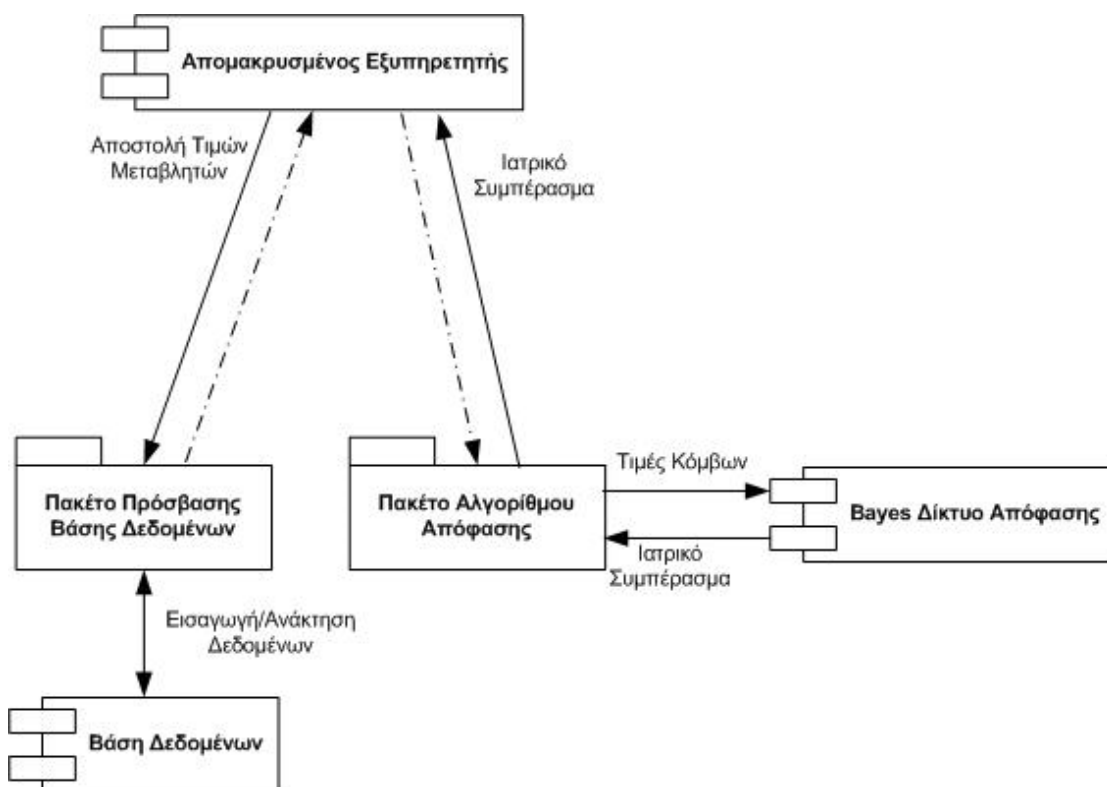 Απομακρυσμένος Εξυπηρετητής
Αποστολή Τιμών
Μεταβλητών
Ιατρικό
Συμπέρασμα
Πακέτο Πρόσβασης
Βάσης Δεδομένων
Πακέτο Αλγορίθμου
Απόφασης
Τιμές Κόμβων
Bayes Δίκτυο Απόφασης
Ιατρικό
Συμπέρασμα
Εισαγωγή/Ανάκτηση
Δεδομένων
Βάση Δεδομένων